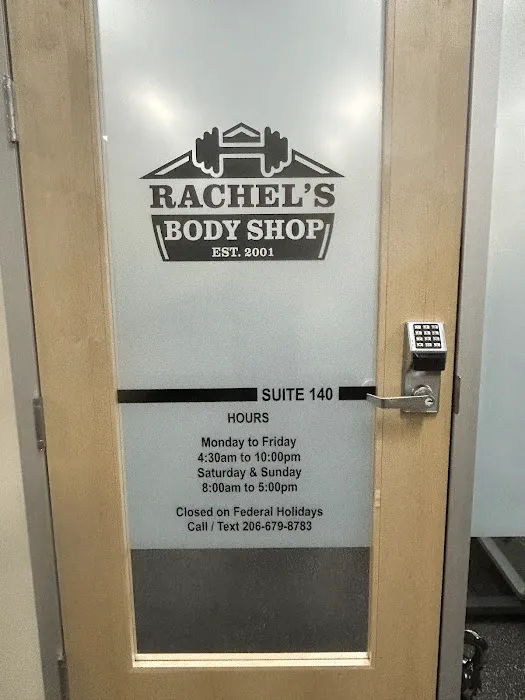 RACHEL'S
BODY SHOP
EST. 2001
SUITE 140
HOURS
Monday to Friday
4:30am to 10:00pm
Saturday & Sunday
8:00am to 5:00pm
Closed on Federal Holidays
Call / Text 206-679-8783